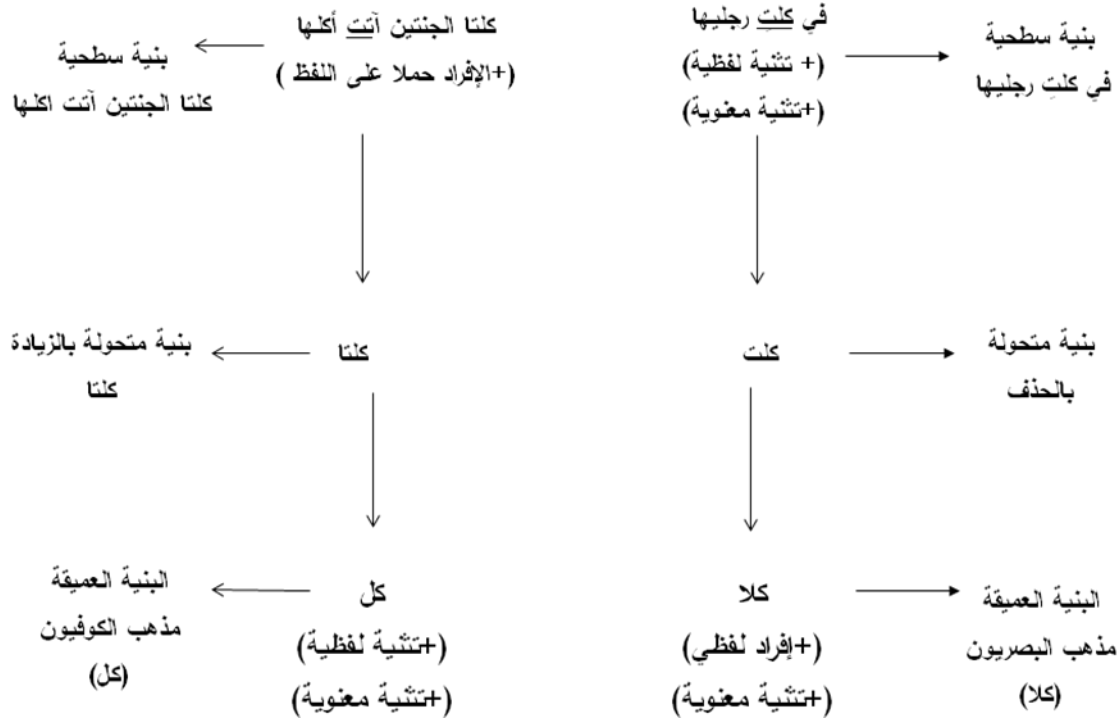 في كلتِ رجليها
(+ تثنية لفظية)
(+تثنية معنوية)
بنية سطحية
في كلتِ رجليها
كلتا الجنتين آتت أكلها
(+الإفراد حملا على اللفظ )
بنية سطحية
كلتا الجنتين آتت اكلها
بنية متحولة
بالحذف
كلت
كلتا
بنية متحولة بالزيادة
كلتا
البنية العميقة
مذهب البصريون
(كلا)
كلا
(+إفراد لفظي)
(+تثنية معنوية)
كل
(+تثنية لفظية)
(+تثنية معنوية)
البنية العميقة
مذهب الكوفيون
(كل)